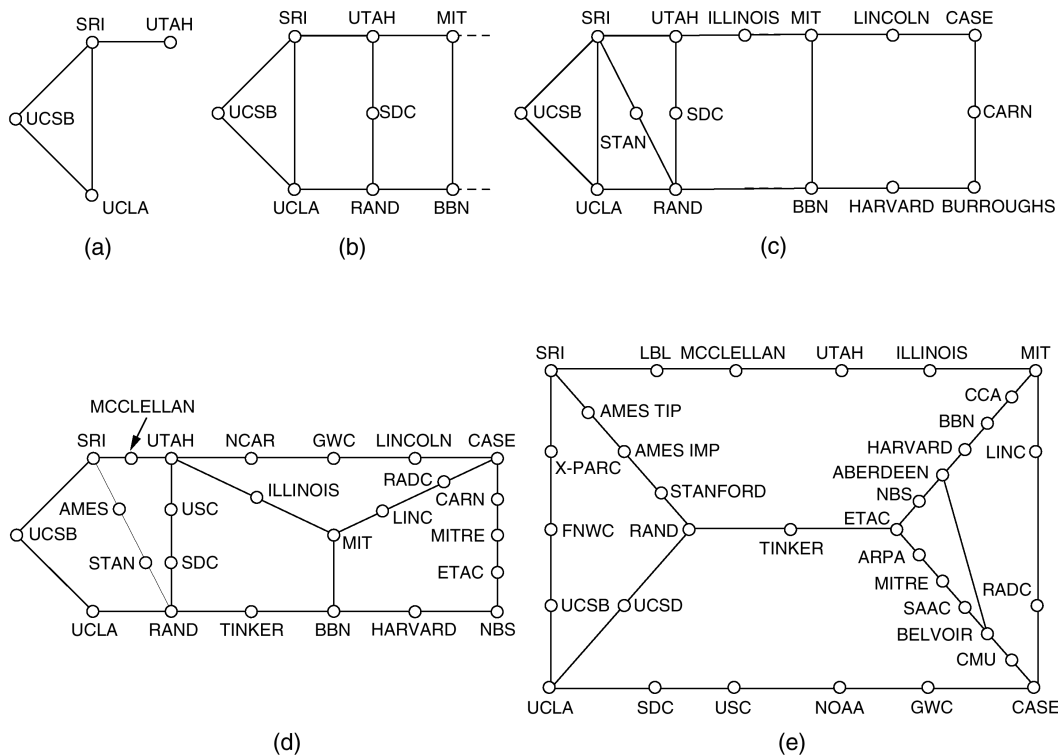 SRI UTAH
UCSB
UCLA
(a)
SRI UTAH MIT
UCSB SDC
UCLA RAND BBN
(b)
SRI UTAH ILLINOIS MIT LINCOLN CASE
UCSB SDC CARN
STAN
UCLA RAND BBN HARVARD BURROUGHS
(c)
MCCLELLAN
SRI UTAH NCAR GWC LINCOLN CASE
RADC
ILLINOIS CARN
AMES USC LINC
UCSB MIT MITRE
STAN SDC ETAC
UCLA RAND TINKER BBN HARVARD NBS
(d)
SRI LBL MCCLELLAN UTAH ILLINOIS MIT
CCA
AMES TIP BBN
AMES IMP HARVARD LINC
X-PARC ABERDEEN
STANFORD NBS
FNWC RAND ETAC
TINKER
ARPA
MITRE RADC
UCSB UCSD SAAC
BELVOIR
CMU
UCLA SDC USC NOAA GWC CASE
(e)